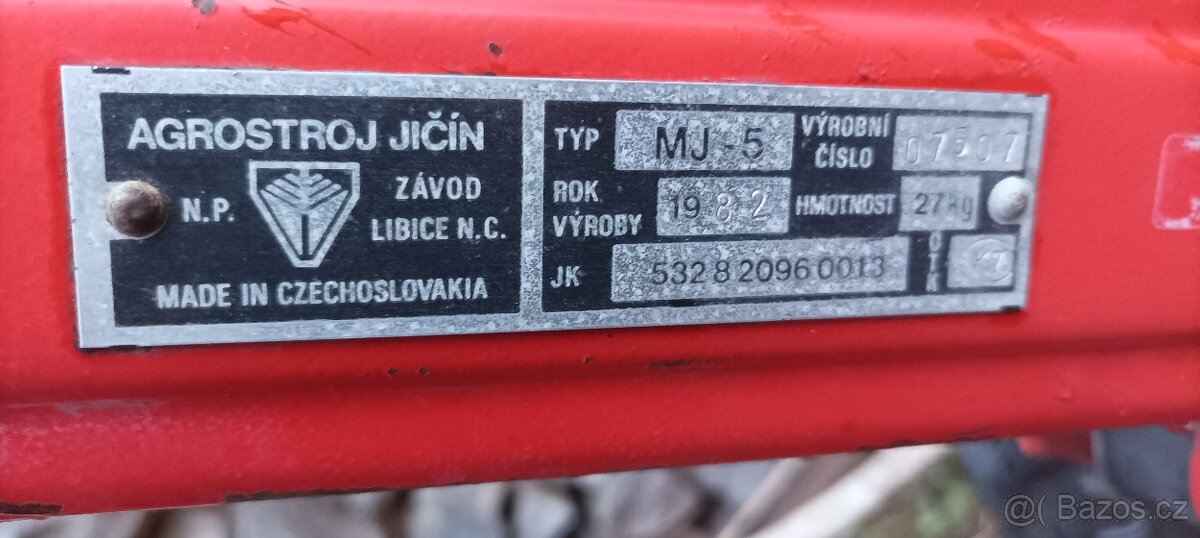 AGROSTROJ JIČÍN
N.P.
ZÁVOD
LIBICE N.C.
MADE IN CZECHOSLOVAKIA
TYP MJ-5
VÝROBNÍ
ČÍSLO 07507
ROK
VÝROBY 1982
HMOTNOST 27kg
JK 532 8 2096 0013
OTK
@( Bazos.cz